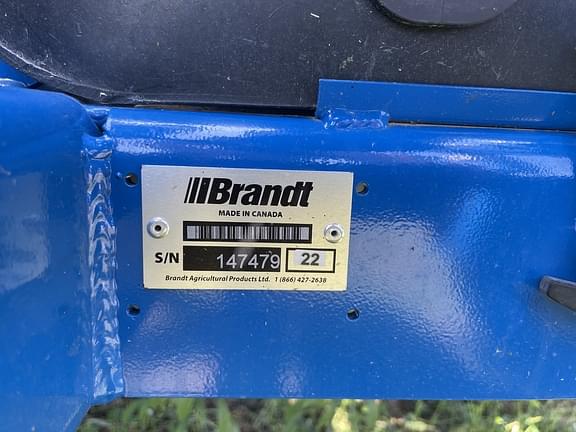 Brandt
MADE IN CANADA
S/N 147479 22
Brandt Agricultural Products Ltd. 1 (866) 427-2638